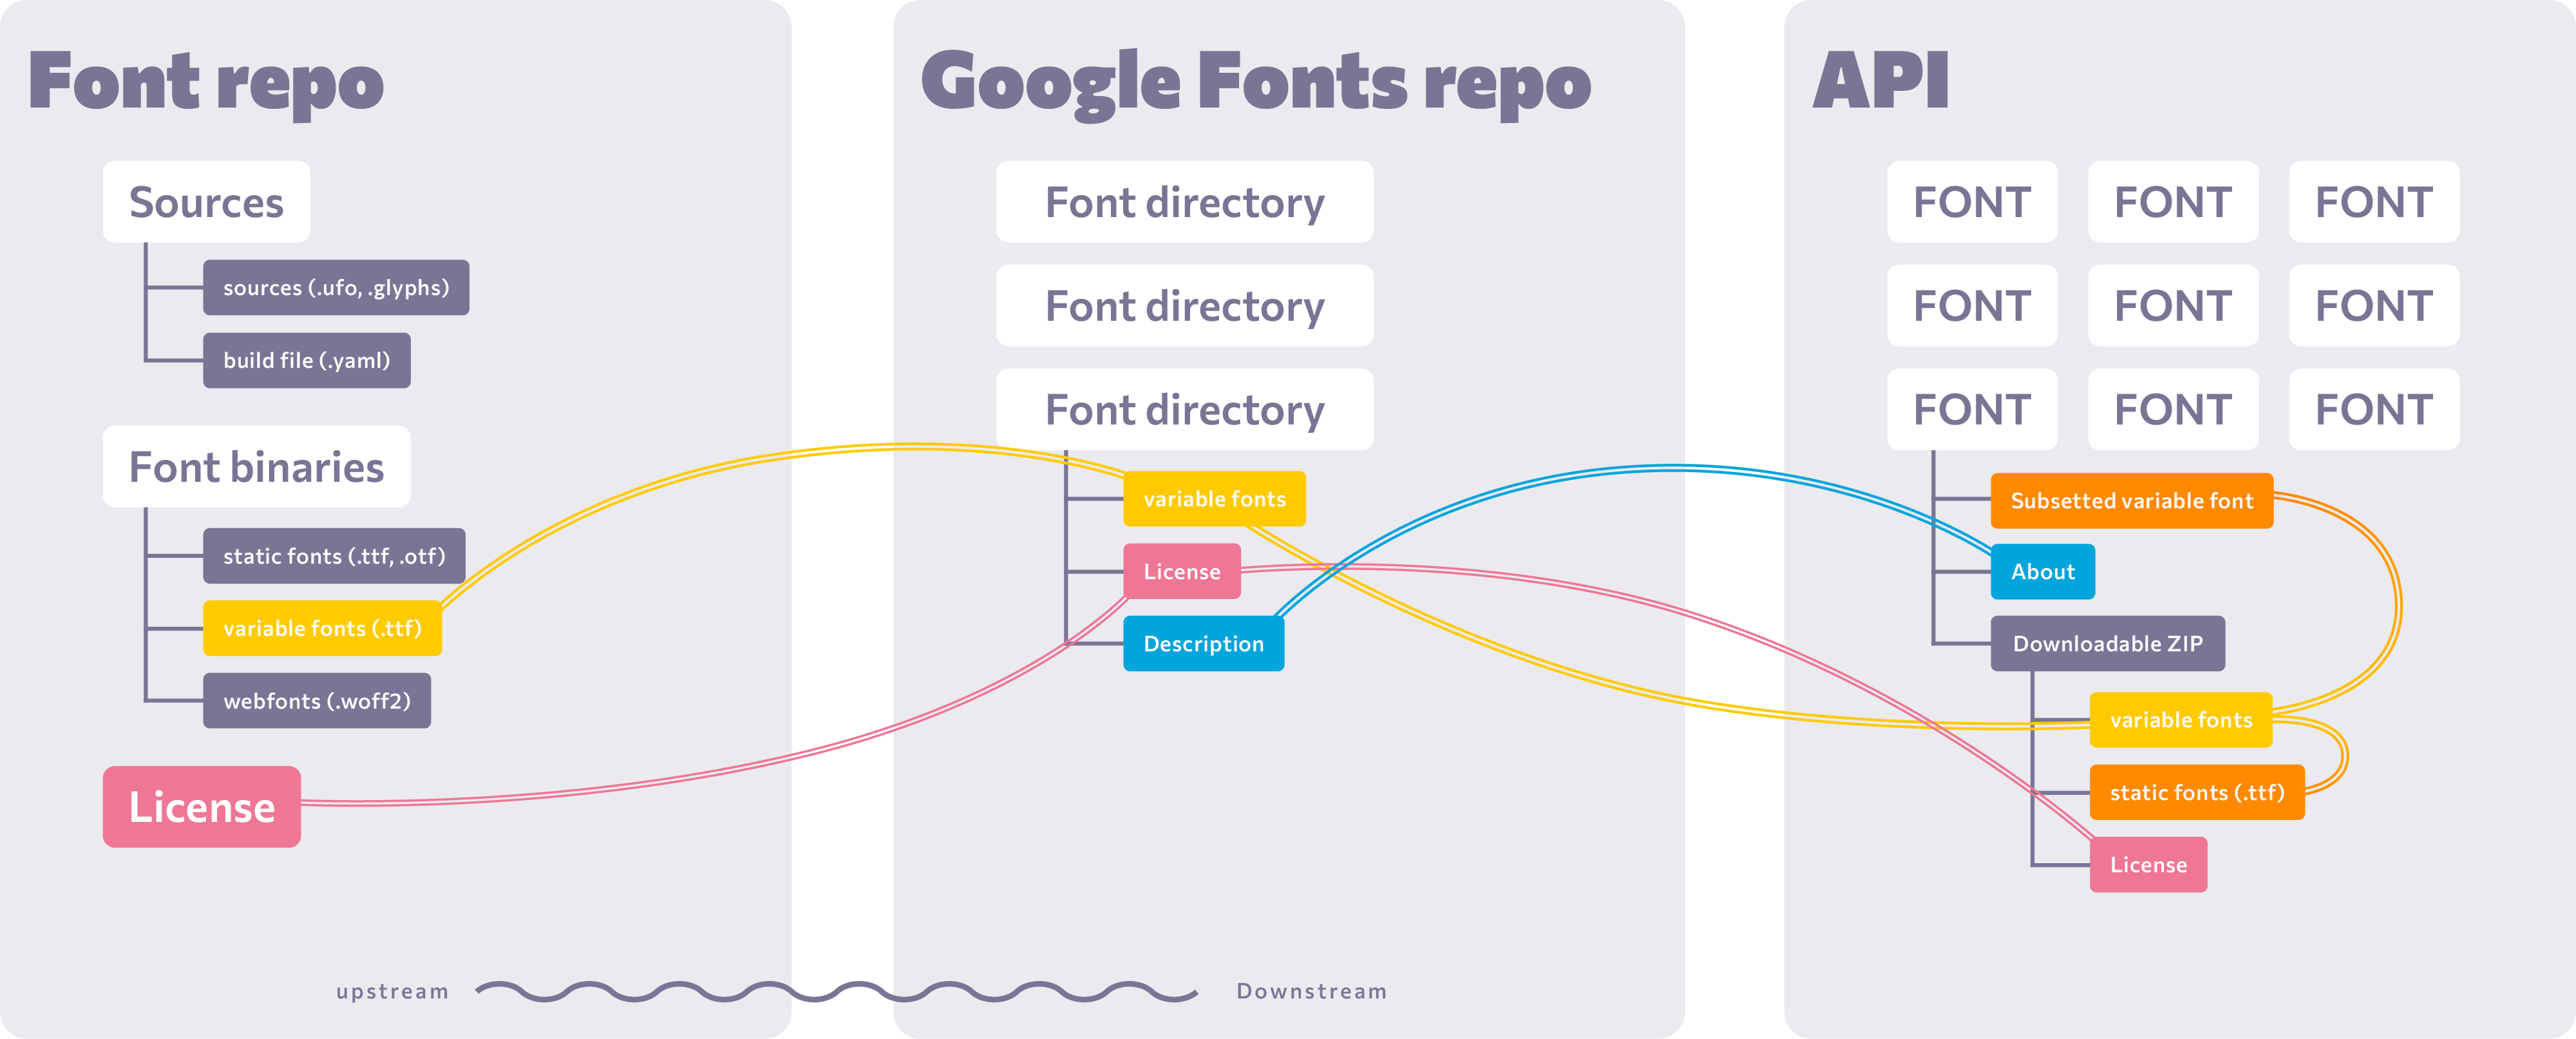 Font repo
Sources
sources (.ufo, .glyphs)
build file (.yaml)
Font binaries
static fonts (.ttf, .otf)
variable fonts (.ttf)
webfonts (.woff2)
License
upstream
Google Fonts repo
Font directory
Font directory
Font directory
variable fonts
License
Description
Downstream
API
FONT FONT FONT
FONT FONT FONT
FONT FONT FONT
Subsetted variable font
About
Downloadable ZIP
variable fonts
static fonts (.ttf)
License